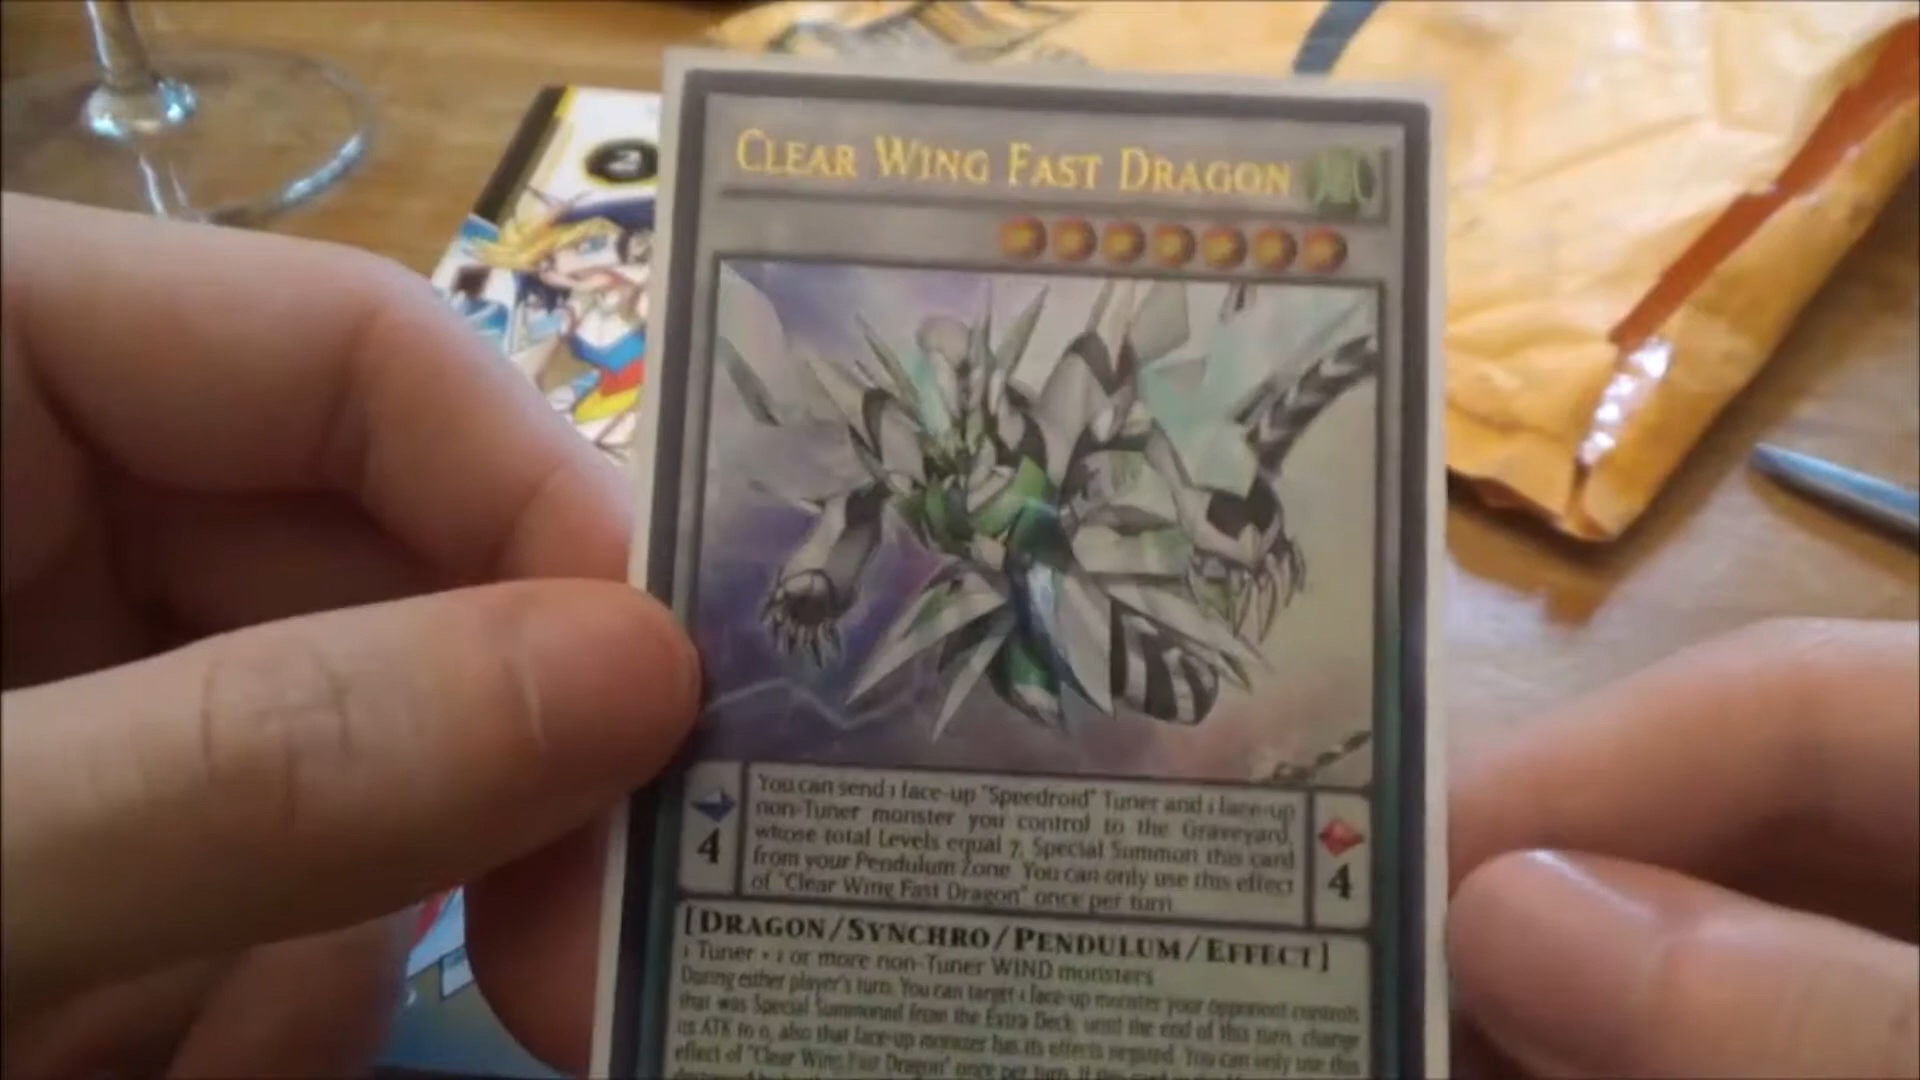 2
CLEAR WING FAST DRAGON
You can send 1 face-up "Speedroid" Tuner and 1 face-up
non-Tuner monster you control to the Graveyard,
whose total Levels equal 7, Special Summon this card
from your Pendulum Zone. You can only use this effect
of "Clear Wing Fast Dragon" once per turn.
4
4
[DRAGON/SYNCHRO/PENDULUM/EFFECT]
1 Tuner + 1 or more non-Tuner WIND monsters
During either player's turn: You can target 1 face-up monster your opponent controls
that was Special Summoned from the Extra Deck, until the end of this turn, change
its ATK to 0, also that face-up monster has its effects negated. You can only use this
effect of "Clear Wing Fast Dragon" once per turn. If this card